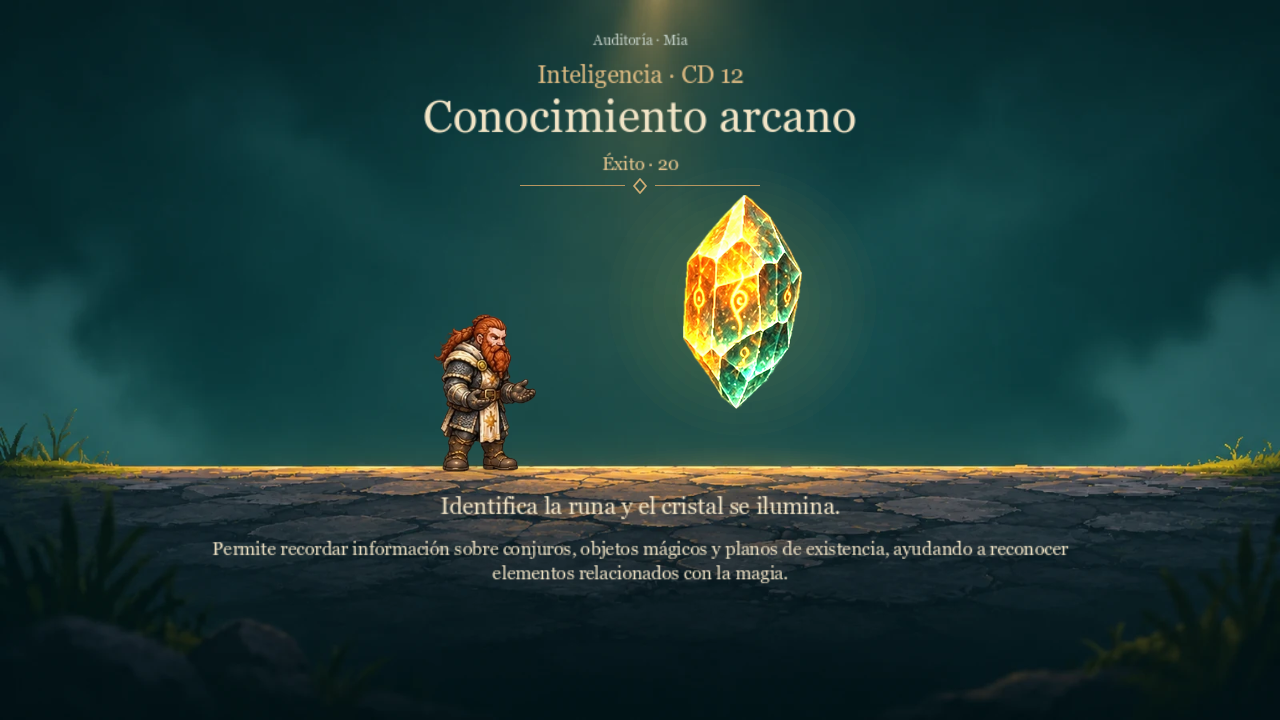 Auditoría · Mia
Inteligencia · CD 12
Conocimiento arcano
Éxito · 20
Identifica la runa y el cristal se ilumina.
Permite recordar información sobre conjuros, objetos mágicos y planos de existencia, ayudando a reconocer
elementos relacionados con la magia.